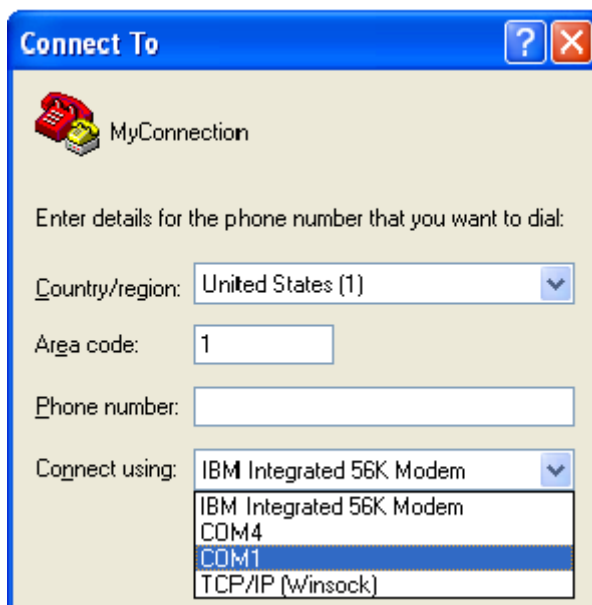 Connect To
?
MyConnection
Enter details for the phone number that you want to dial:
Country/region: United States (1)
Area code: 1
Phone number:
Connect using: IBM Integrated 56K Modem
IBM Integrated 56K Modem
COM4
COM1
TCP/IP (Winsock)